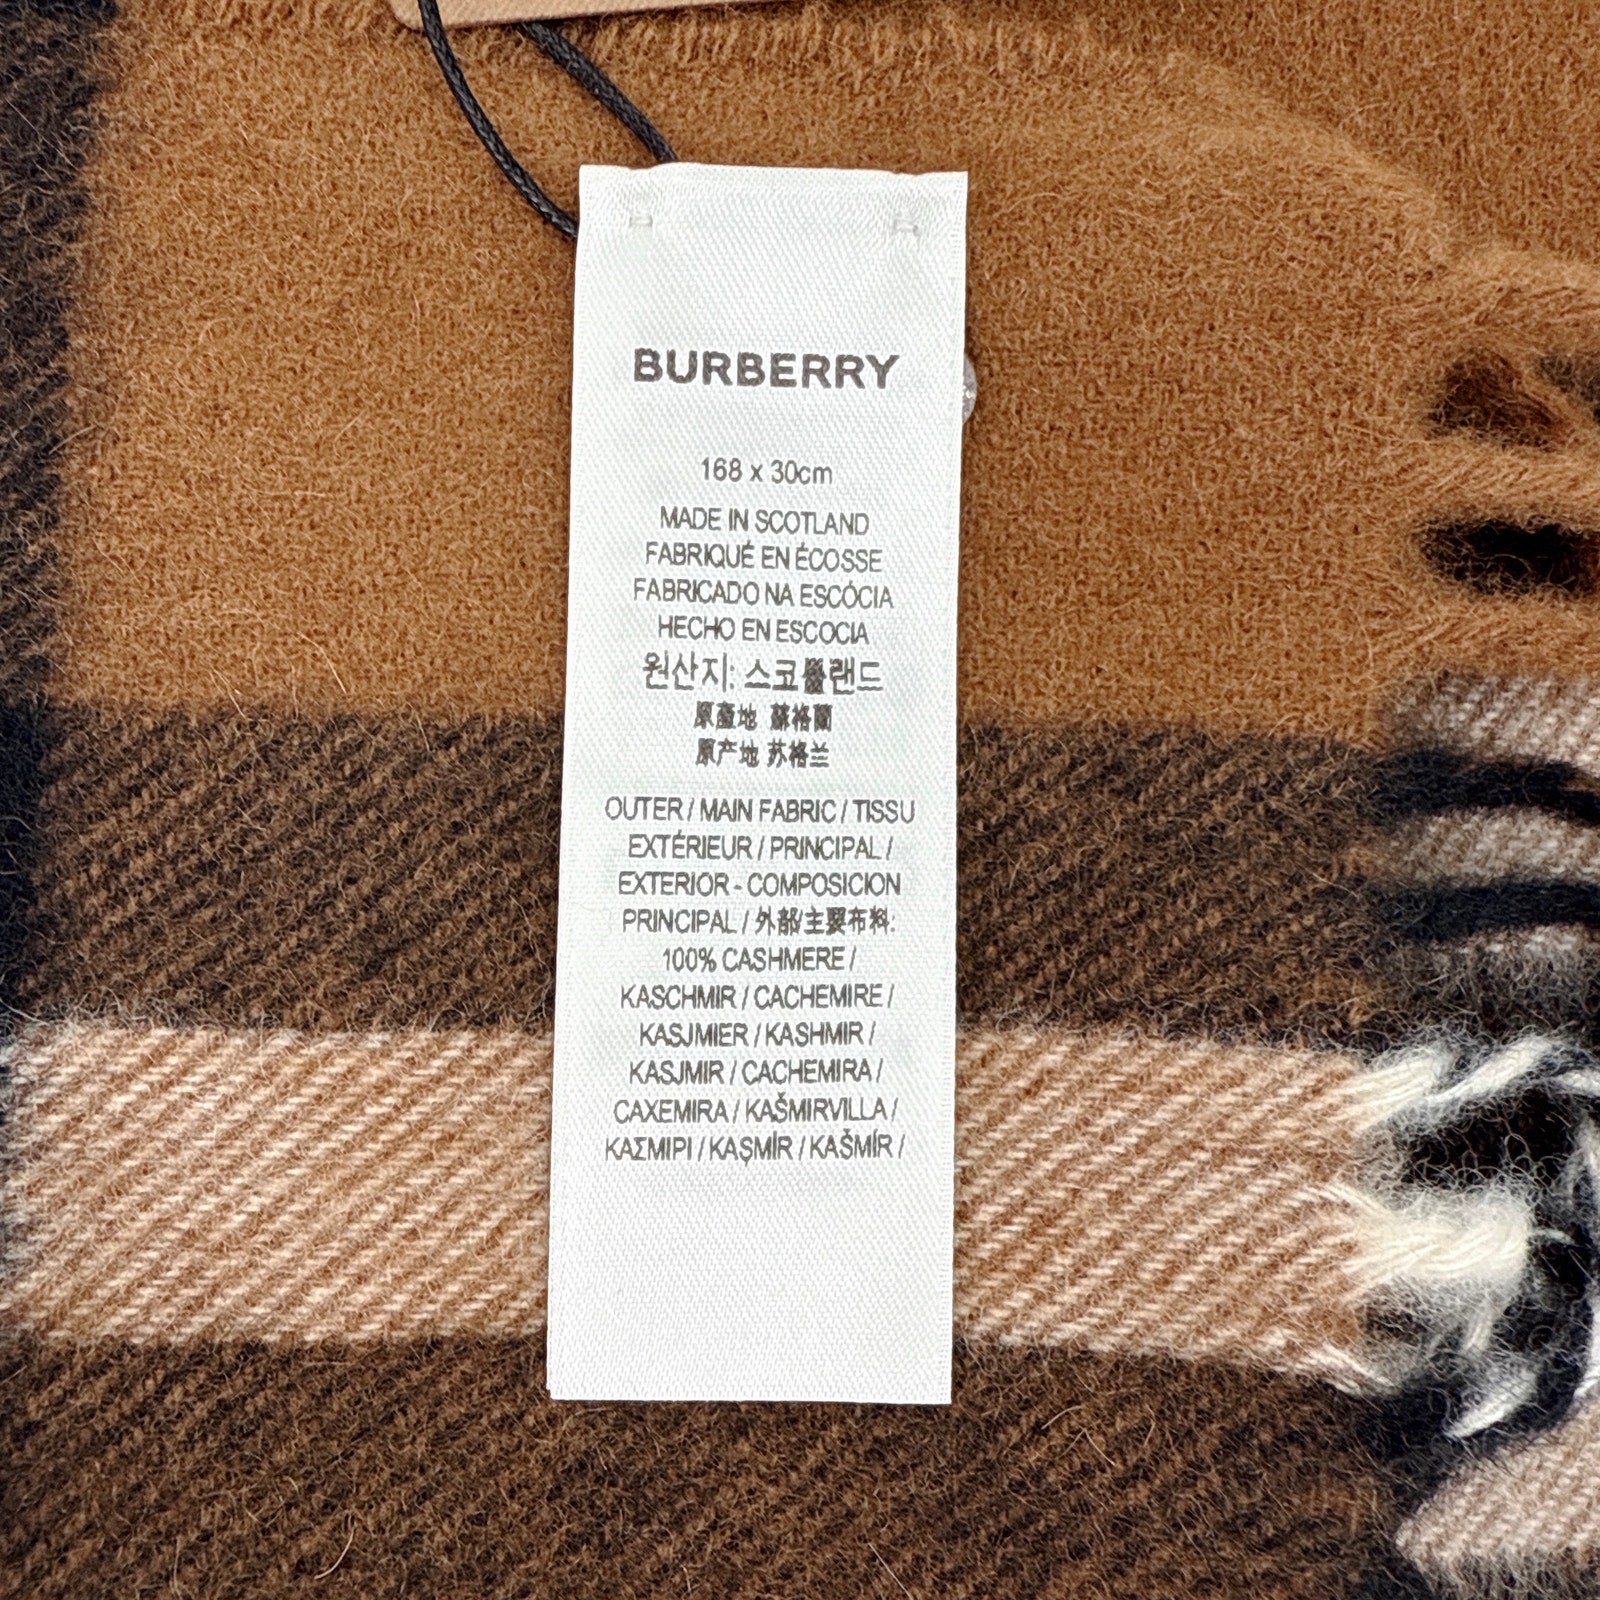 BURBERRY
168 x 30cm
MADE IN SCOTLAND
FABRIQUÉ EN ÉCOSSE
FABRICADO NA ESCÓCIA
HECHO EN ESCOCIA
원산지: 스코틀랜드
原產地 蘇格蘭
原产地 苏格兰
OUTER / MAIN FABRIC / TISSU
EXTÉRIEUR / PRINCIPAL /
EXTERIOR - COMPOSICION
PRINCIPAL / 外部/主要布料:
100% CASHMERE /
KASCHMIR / CACHEMIRE /
KASJMIER / KASHMIR /
KASJMIR / CACHEMIRA /
CAXEMIRA / KAŠMIRVILLA /
ΚΑΣΜΙΡΙ / KAŞMİR / KAŠMÍR /